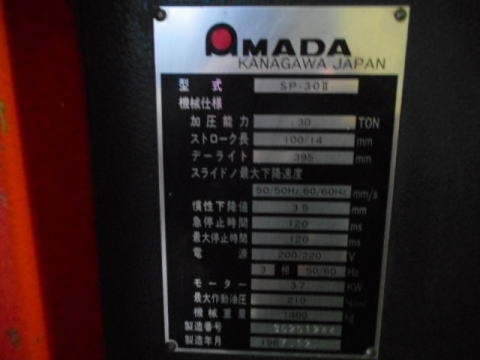 AMADA
KANAGAWA JAPAN
型式 SP-30Ⅱ
機械仕様
加圧能力 30 TON
ストローク長 100/14 mm
デーライト 395 mm
スライドノ最大下降速度
50/50Hz, 60/60Hz mm/s
慣性下降値 3.5 mm
急停止時間 120 ms
最大停止時間 120 ms
電源 200/220 V
3 相 50/60 Hz
モーター 3.7 KW
最大作動油圧 210
機械重量 1400 kg
製造番号
製造年月